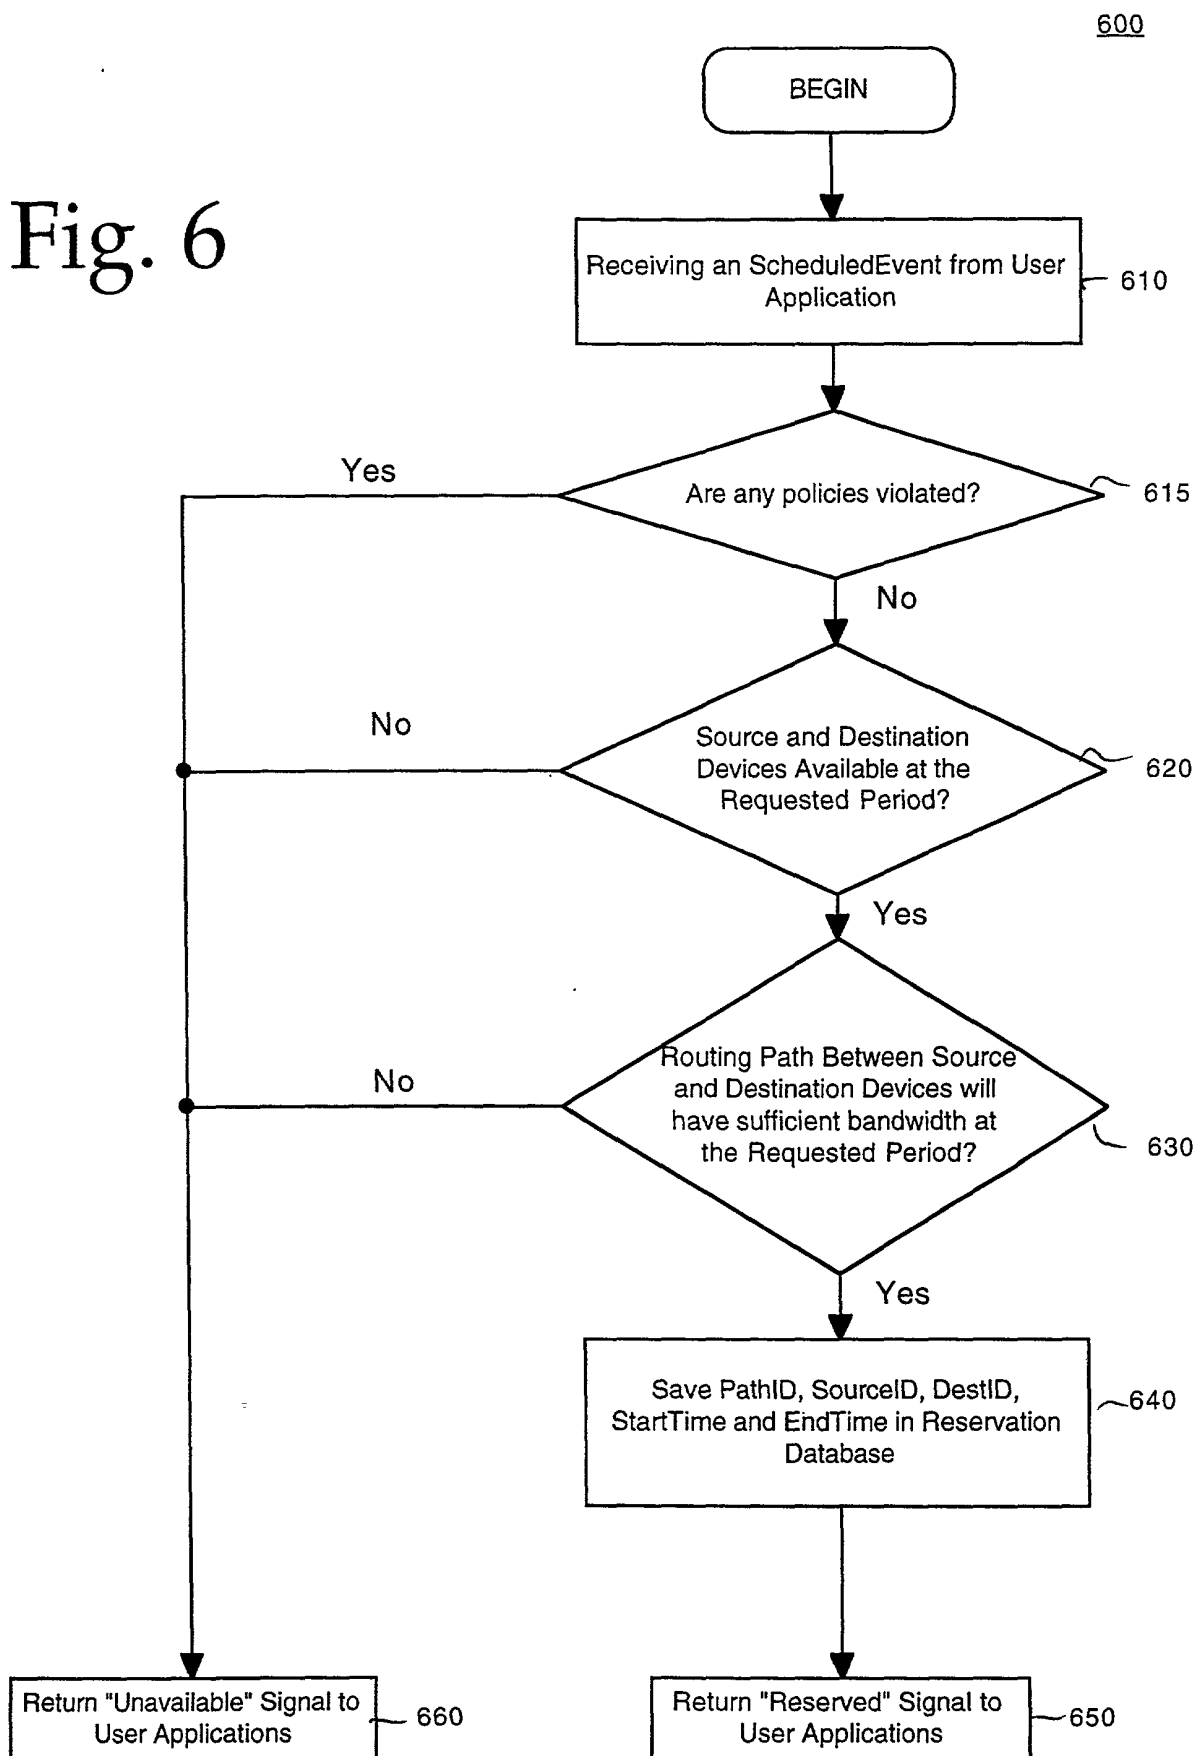 600
BEGIN
Fig. 6
Receiving an ScheduledEvent from User
Application
610
Yes
Are any policies violated?
615
No
No
Source and Destination
Devices Available at the
Requested Period?
620
Yes
No
Routing Path Between Source
and Destination Devices will
have sufficient bandwidth at
the Requested Period?
630
Yes
Save PathID, SourceID, DestID,
StartTime and EndTime in Reservation
Database
640
Return "Unavailable" Signal to
User Applications
660
Return "Reserved" Signal to
User Applications
650